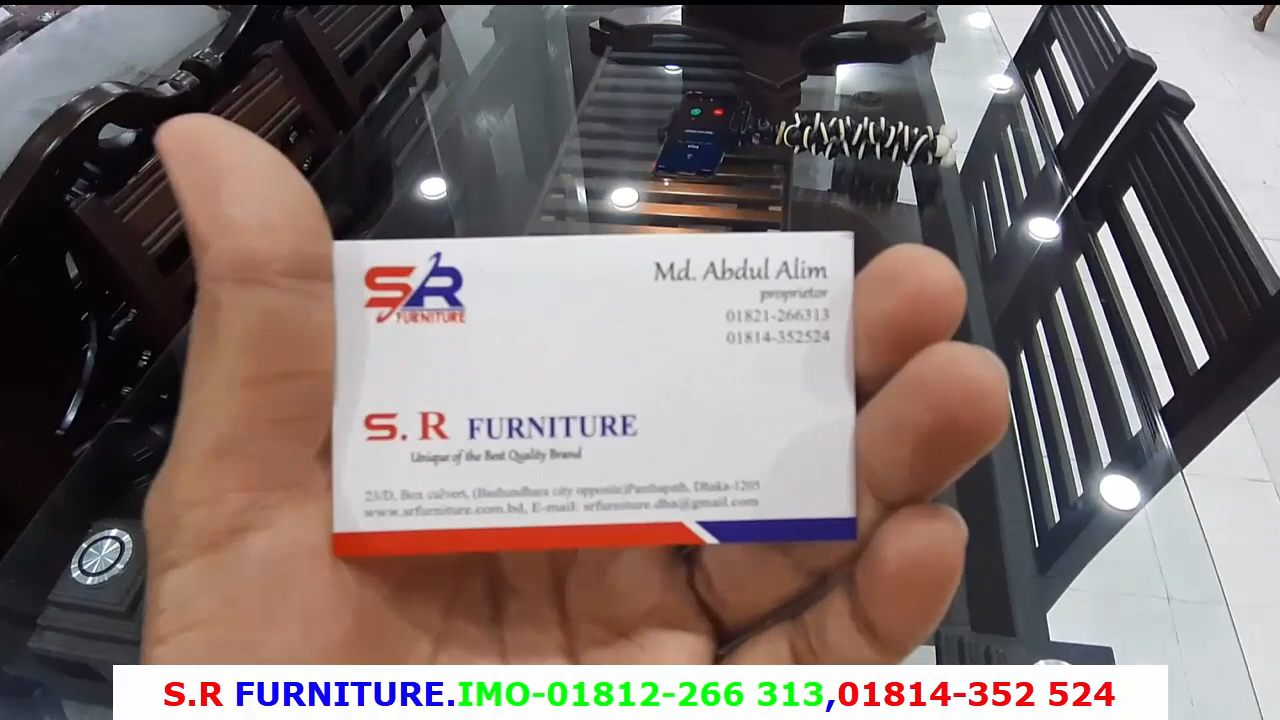 SR
FURNITURE
Md. Abdul Alim
proprietor
01821-266313
01814-352524
S. R FURNITURE
Unique of the Best Quality Brand
23/D, Box culvert, (Bashundhara city opposite)Panthapath, Dhaka-1205
www.srfurniture.com.bd, E-mail: srfurniture.dha@gmail.com
S.R FURNITURE.IMO-01812-266 313,01814-352 524